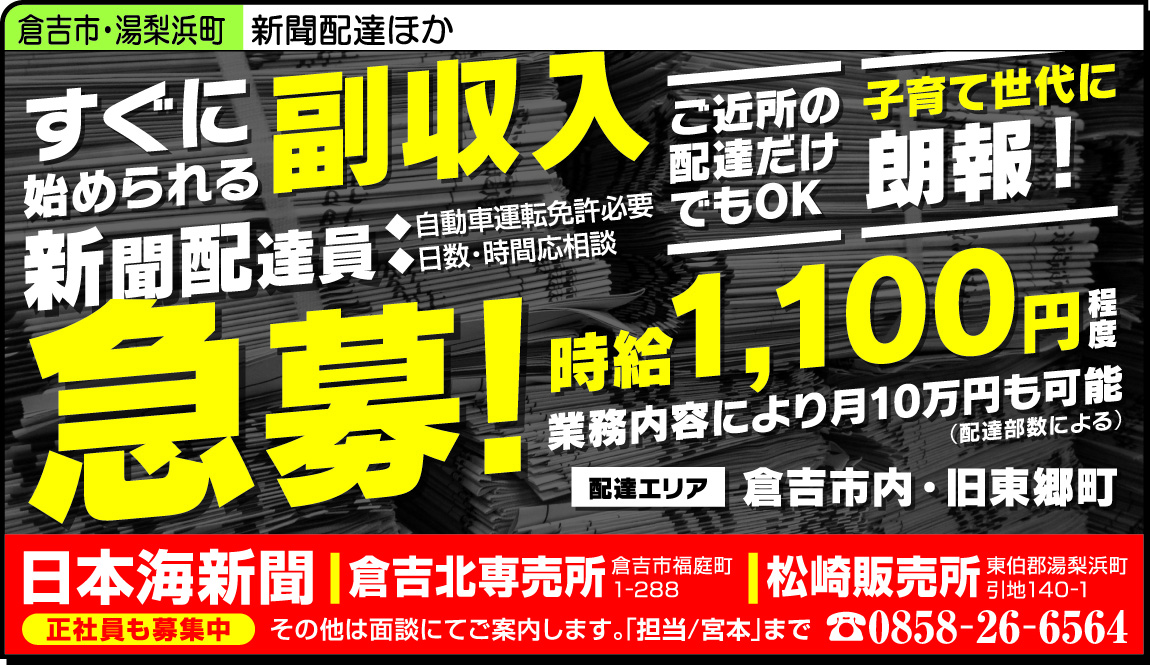 倉吉市・湯梨浜町 新聞配達ほか
すぐに
始められる
副収入
新聞配達員
◆自動車運転免許必要
◆日数・時間応相談
急募!
ご近所の
配達だけ
でもOK
子育て世代に
朗報!
時給1,100円程度
業務内容により月10万円も可能
(配達部数による)
配達エリア 倉吉市内・旧東郷町
日本海新聞
倉吉北専売所 倉吉市福庭町
1-288
松崎販売所 東伯郡湯梨浜町
引地140-1
正社員も募集中 その他は面談にてご案内します。「担当/宮本」まで ☎0858-26-6564